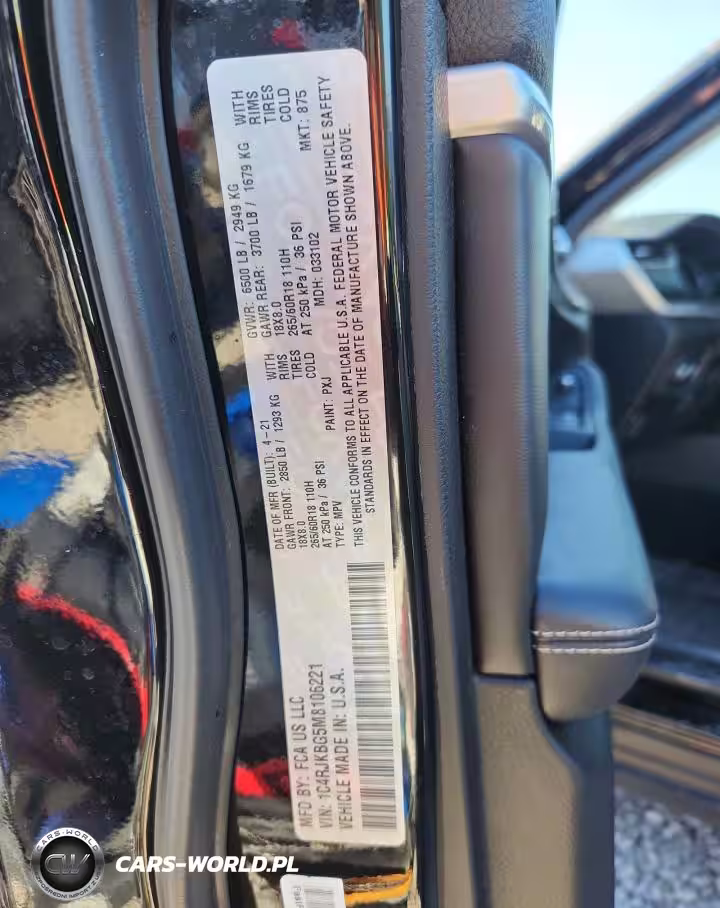 MFD BY: FCA US LLC
DATE OF MFR (BUILT): 4-21
GVWR: 6500 LB / 2949 KG
GAWR FRONT: 2850 LB / 1293 KG WITH
GAWR REAR: 3700 LB / 1679 KG WITH
18X8.0 RIMS
18X8.0 RIMS
265/60R18 110H TIRES
265/60R18 110H TIRES
AT 250 kPa / 36 PSI COLD
AT 250 kPa / 36 PSI COLD
VIN: 1C4RJKBG5M8106221
TYPE: MPV
PAINT: PXJ
MDH: 033102
MKT: 875
VEHICLE MADE IN: U.S.A.
THIS VEHICLE CONFORMS TO ALL APPLICABLE U.S.A. FEDERAL MOTOR VEHICLE SAFETY
STANDARDS IN EFFECT ON THE DATE OF MANUFACTURE SHOWN ABOVE.
CARS-WORLD
CW
CARS-WORLD.PL